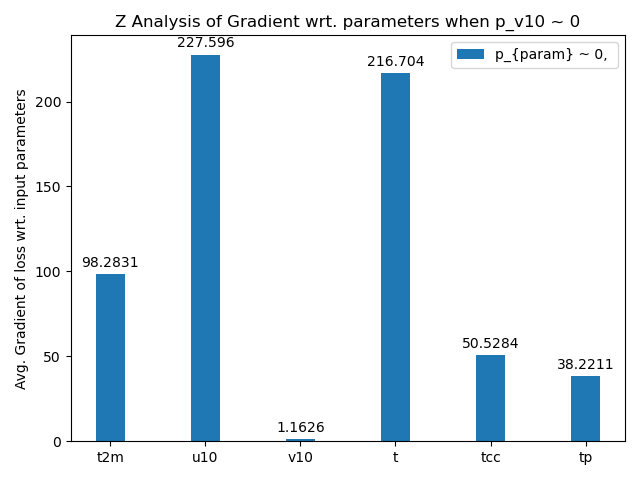 Z Analysis of Gradient wrt. parameters when p_v10 ~ 0
p_{param} ~ 0,
Avg. Gradient of loss wrt. input parameters
200
150
100
50
0
98.2831
227.596
1.1626
216.704
50.5284
38.2211
t2m
u10
v10
t
tcc
tp